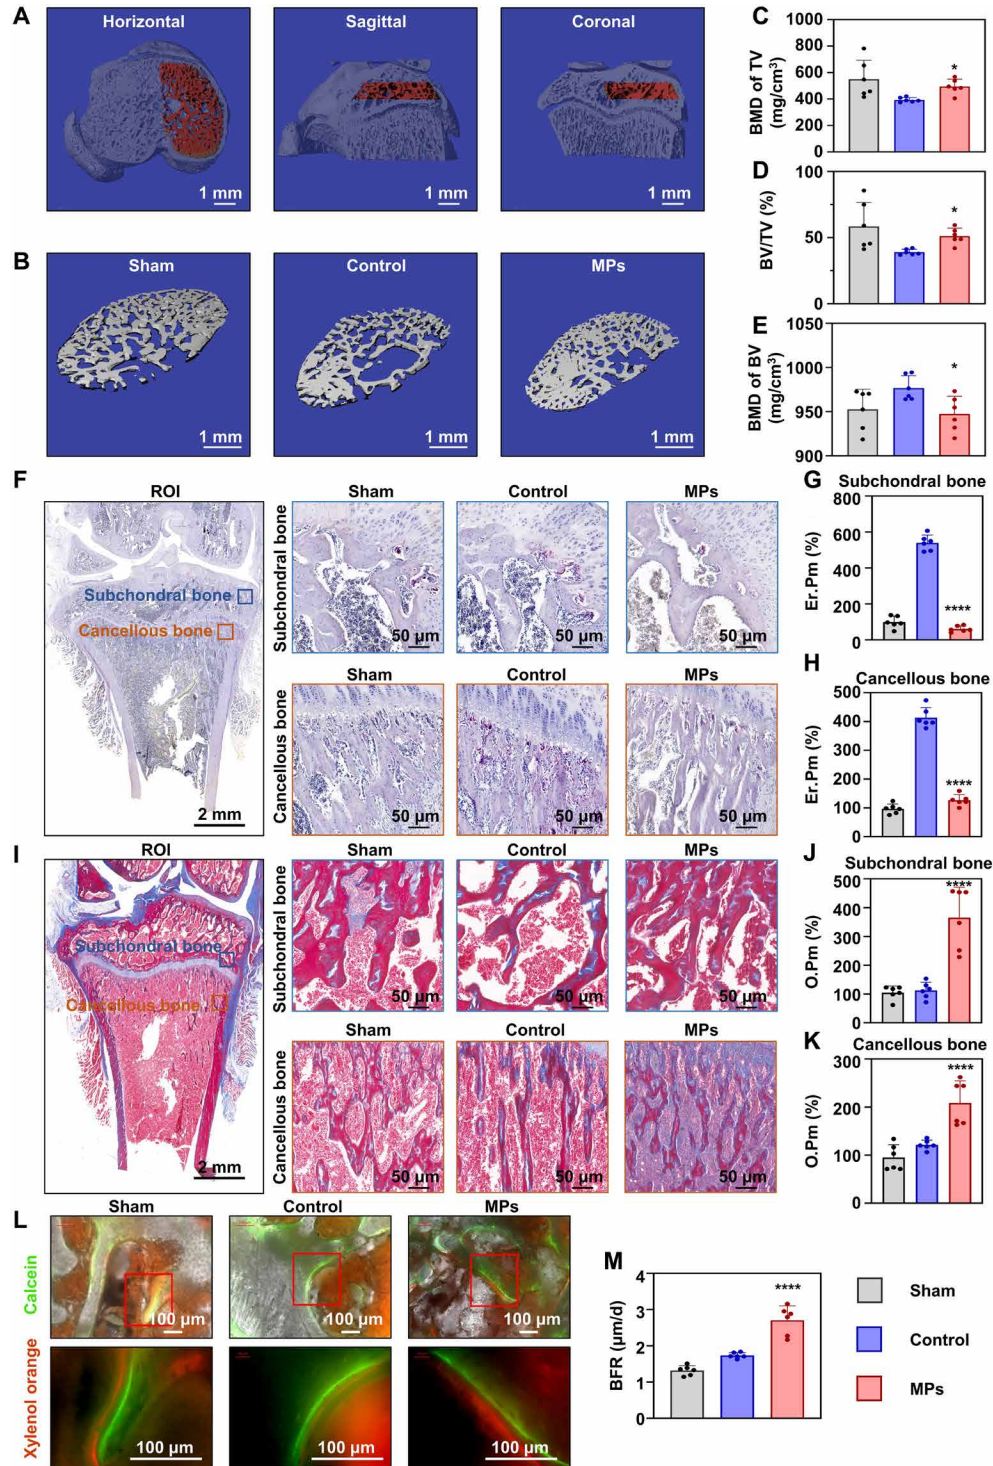 A
Horizontal
Sagittal
Coronal
1 mm
1 mm
1 mm
B
Sham
Control
MPs
1 mm
1 mm
1 mm
C
BMD of TV
(mg/cm³)
1000
800
600
400
200
0
*
D
BV/TV (%)
100
50
0
*
E
BMD of BV
(mg/cm³)
1050
1000
950
900
*
F
ROI
Subchondral bone
Cancellous bone
2 mm
Sham
Control
MPs
Subchondral bone
50 µm
50 µm
50 µm
Sham
Control
MPs
Cancellous bone
50 µm
50 µm
50 µm
G
Subchondral bone
Er.Pm (%)
800
600
400
200
0
****
H
Cancellous bone
Er.Pm (%)
500
400
300
200
100
0
****
I
ROI
Subchondral bone
Cancellous bone
2 mm
Sham
Control
MPs
Subchondral bone
50 µm
50 µm
50 µm
Sham
Control
MPs
Cancellous bone
50 µm
50 µm
50 µm
J
Subchondral bone
O.Pm (%)
500
400
300
200
100
0
****
K
Cancellous bone
O.Pm (%)
300
200
100
0
****
L
Sham
Control
MPs
Calcein
Xylenol orange
100 µm
100 µm
100 µm
100 µm
100 µm
100 µm
M
BFR (µm/d)
4
3
2
1
0
****
Sham
Control
MPs